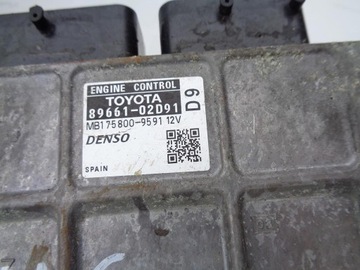 ENGINE CONTROL
TOYOTA
89661-02D91
MB175800-9591 12V
DENSO
SPAIN
D9